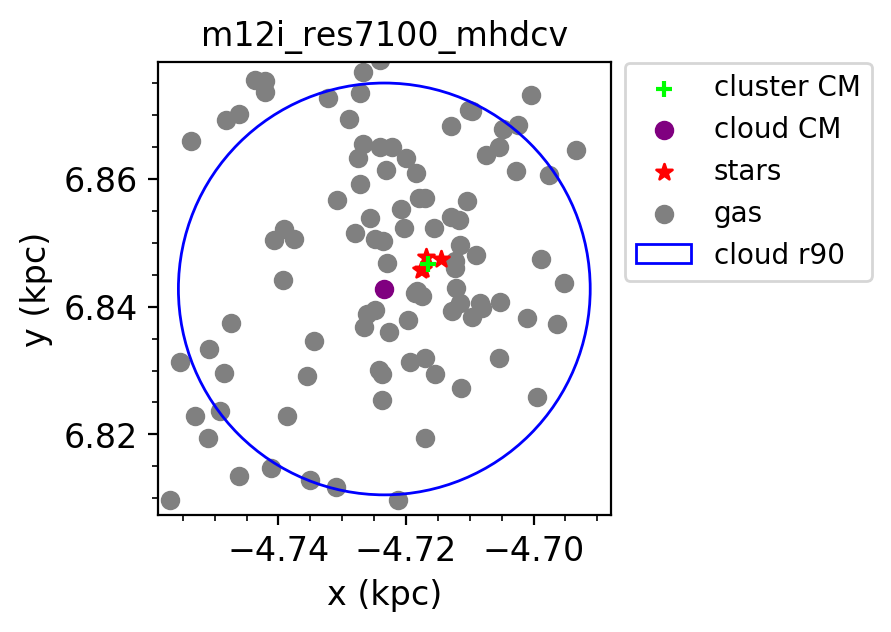 m12i_res7100_mhdcv
cluster CM
cloud CM
stars
gas
cloud r90
6.86
6.84
6.82
y (kpc)
−4.74
−4.72
−4.70
x (kpc)